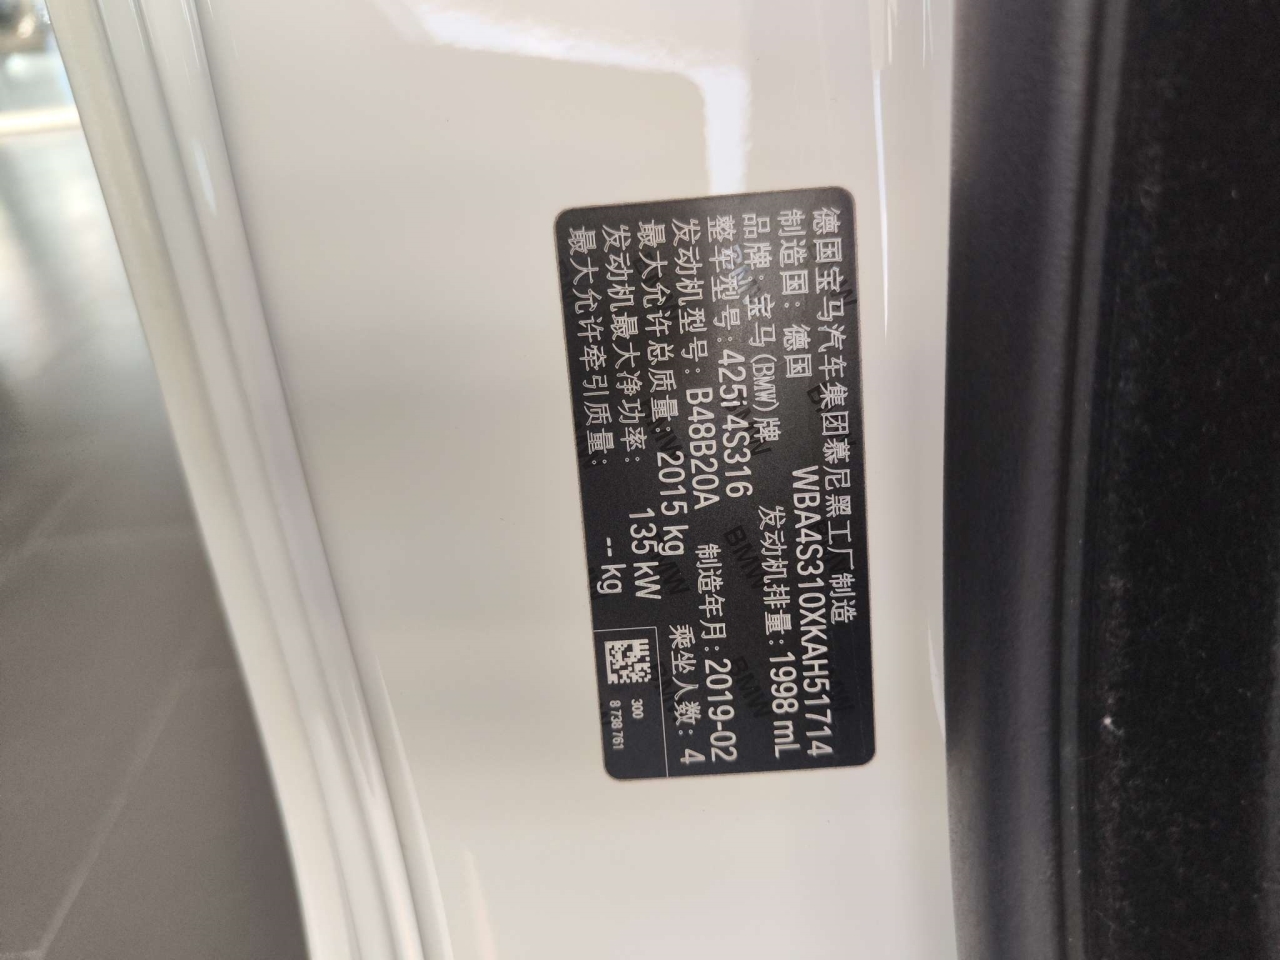 德国宝马汽车集团慕尼黑工厂制造
制造国：德国 WBA4S310XKAH51714
品牌：宝马(BMW)牌 发动机排量：1998 mL
整车型号：425i4S316
发动机型号：B48B20A 制造年月：2019-02
最大允许总质量：2015 kg 乘坐人数：4
发动机最大净功率：135 kW
最大允许牵引质量：-- kg
300
8 738 761